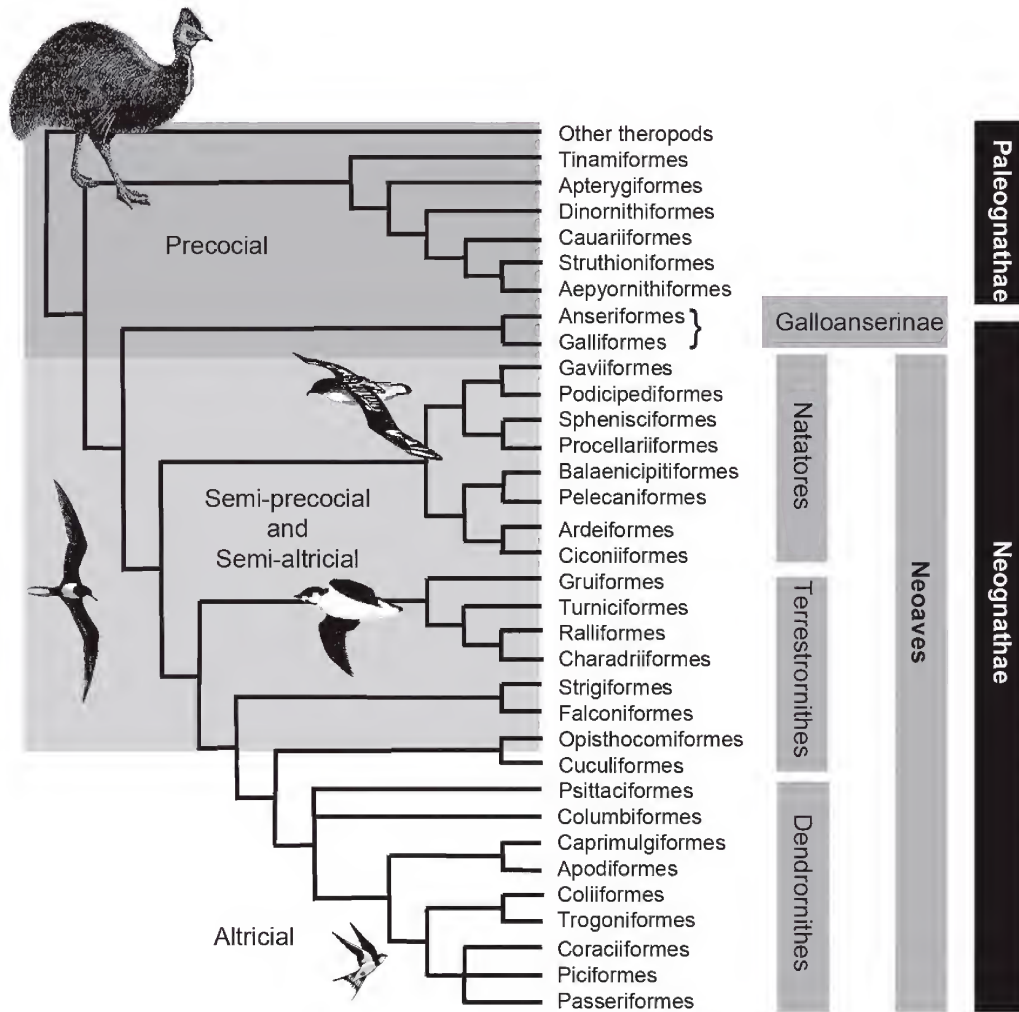 Other theropods
Tinamiformes
Apterygiformes
Dinornithiformes
Cauariiformes
Struthioniformes
Aepyornithiformes
Anseriformes
Galliformes
Gaviiformes
Podicipediformes
Sphenisciformes
Procellariiformes
Balaenicipitiformes
Pelecaniformes
Ardeiformes
Ciconiiformes
Gruiformes
Turniciformes
Ralliformes
Charadriiformes
Strigiformes
Falconiformes
Opisthocomiformes
Cuculiformes
Psittaciformes
Columbiformes
Caprimulgiformes
Apodiformes
Coliiformes
Trogoniformes
Coraciiformes
Piciformes
Passeriformes
Precocial
Semi-precocial
and
Semi-altricial
Altricial
}
Galloanserinae
Natatores
Terrestrornithes
Dendrornithes
Neoaves
Paleognathae
Neognathae